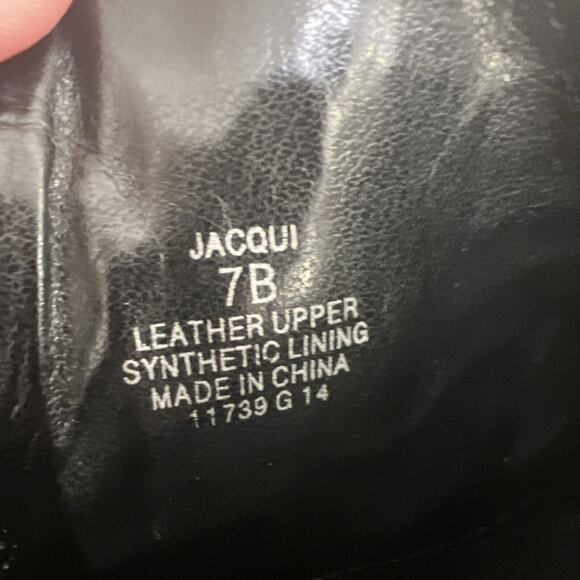 JACQUI
7B
LEATHER UPPER
SYNTHETIC LINING
MADE IN CHINA
11739 G 14